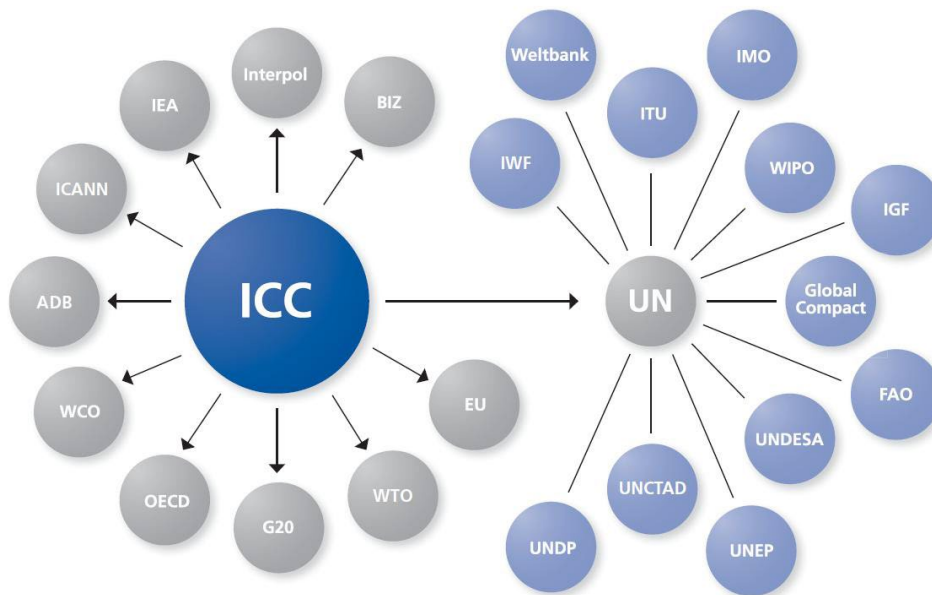 Weltbank
IMO
Interpol
IEA
BIZ
ITU
IWF
WIPO
ICANN
IGF
ADB
ICC
UN
Global
Compact
WCO
EU
FAO
UNDESA
OECD
G20
WTO
UNCTAD
UNDP
UNEP